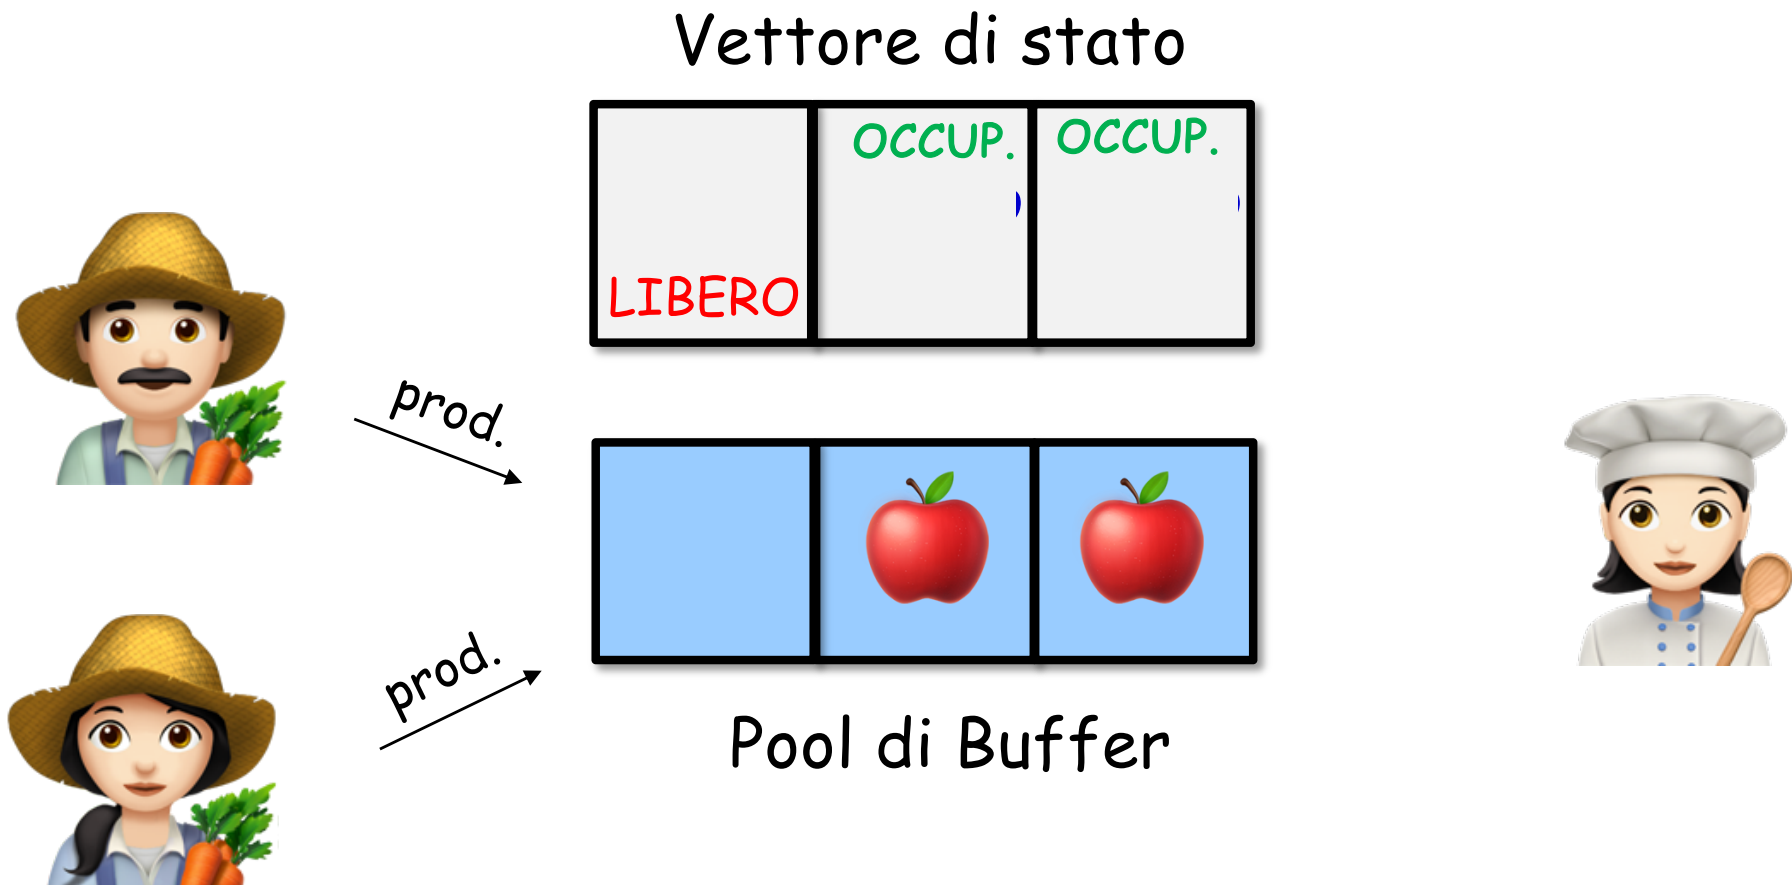 Vettore di stato
OCCUP.
OCCUP.
LIBERO
prod.
prod.
Pool di Buffer